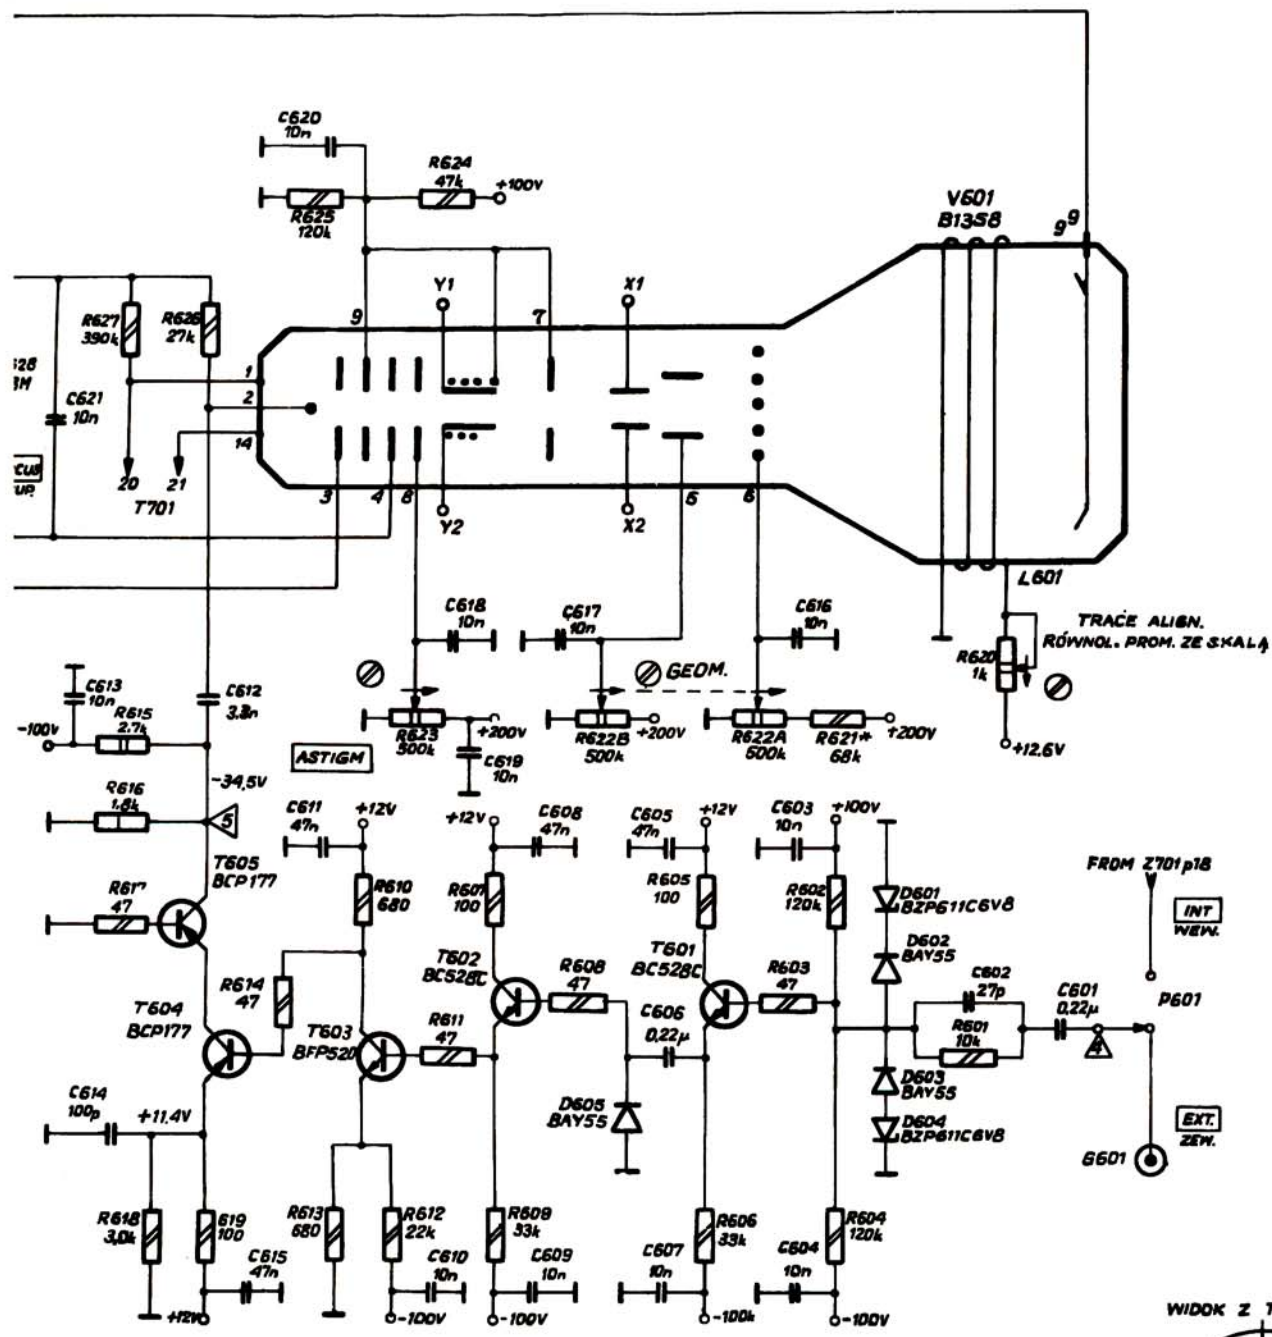 C620
10n
R624
47k
+100V
R625
120k
V601
B13S8
9 9
Y1
X1
9
7
R627
390k
R626
27k
1
2
14
C621
10n
20 21
T701
3 4 8
Y2
X2
5
6
L601
C618
10n
C617
10n
C616
10n
TRACE ALIGN.
RÓWNOL. PROM. ZE SKALĄ
R620
1k
+12.6V
GEOM.
C613
10n
C612
3,3n
-100V
R615
2.7k
R623
500k
+200V
C619
10n
R622B
500k
+200V
R622A
500k
R621*
68k
+200V
ASTIGM
-34,5V
R616
1.8k
5
C611
47n
+12V
+12V
C608
47n
C605
47n
+12V
C603
10n
+100V
T605
BCP177
R617
47
R610
680
R607
100
R605
100
R602
120k
D601
BZP611C6V8
FROM Z701p18
INT
WEW.
D602
BAY55
T602
BC528C
R608
47
T601
BC528C
R603
47
C602
27p
C601
0,22µ
P601
R614
47
T604
BCP177
T603
BFP520
R611
47
C606
0,22µ
R601
10k
4
D603
BAY55
D605
BAY55
D604
BZP611C6V8
EXT.
ZEW.
G601
C614
100p
+11.4V
R618
3,0k
619
100
R613
680
R612
22k
R609
33k
R606
33k
R604
120k
C615
47n
C610
10n
C609
10n
C607
10n
C604
10n
+12V
-100V
-100V
-100k
-100V
WIDOK Z